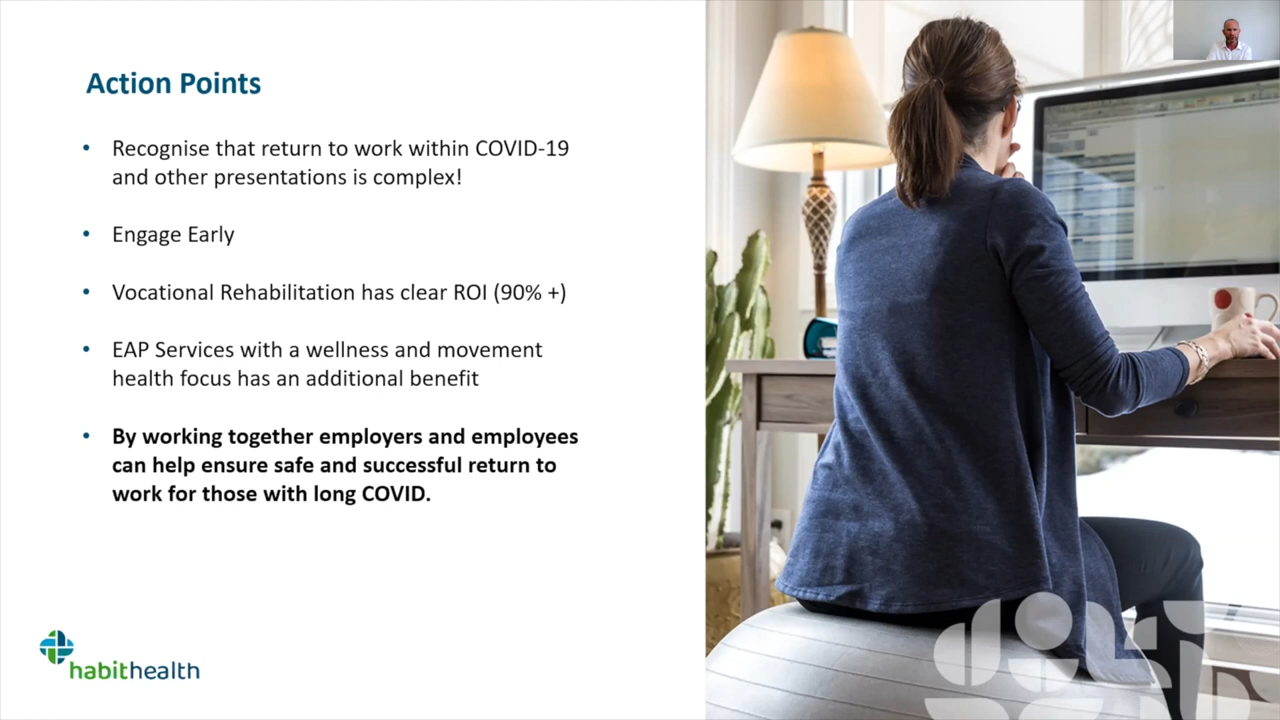 Action Points
• Recognise that return to work within COVID-19
and other presentations is complex!
• Engage Early
• Vocational Rehabilitation has clear ROI (90% +)
• EAP Services with a wellness and movement
health focus has an additional benefit
• By working together employers and employees
can help ensure safe and successful return to
work for those with long COVID.
habithealth